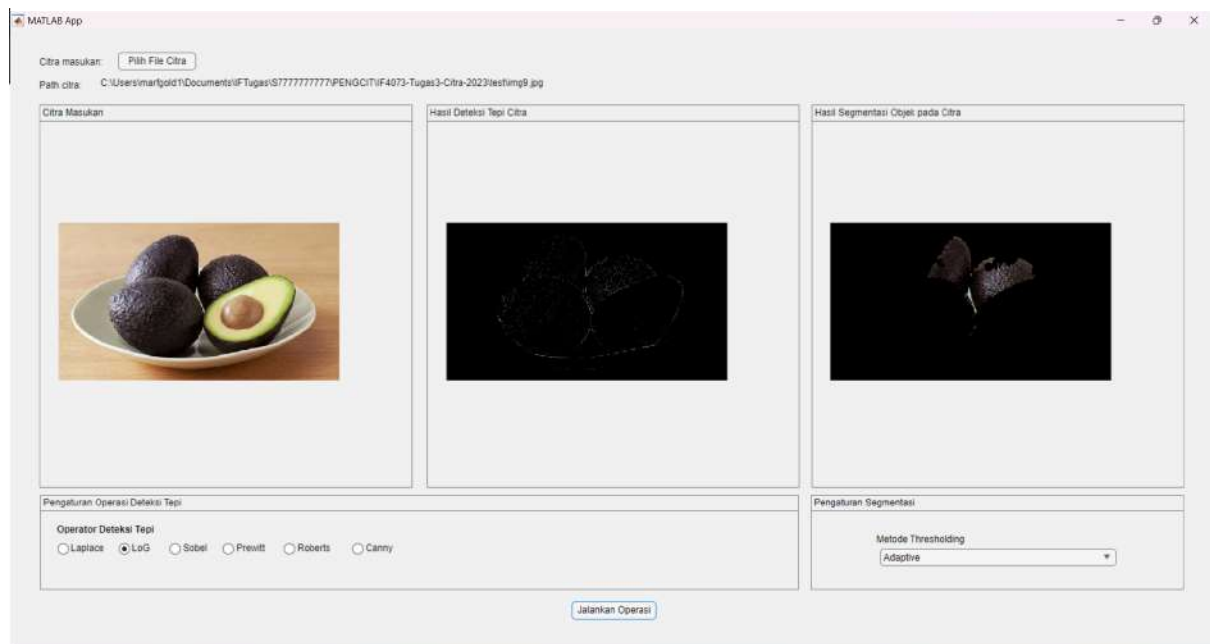 MATLAB App
Citra masukan: Pilih File Citra
Path citra: C:\Users\marfgold1\Documents\IFTugas\S7777777777\PENGCIT\IF4073-Tugas3-Citra-2023\test\img9.jpg
Citra Masukan
Hasil Deteksi Tepi Citra
Hasil Segmentasi Objek pada Citra
Pengaturan Operasi Deteksi Tepi
Operator Deteksi Tepi
Laplace LoG Sobel Prewitt Roberts Canny
Pengaturan Segmentasi
Metode Thresholding
Adaptive
Jalankan Operasi